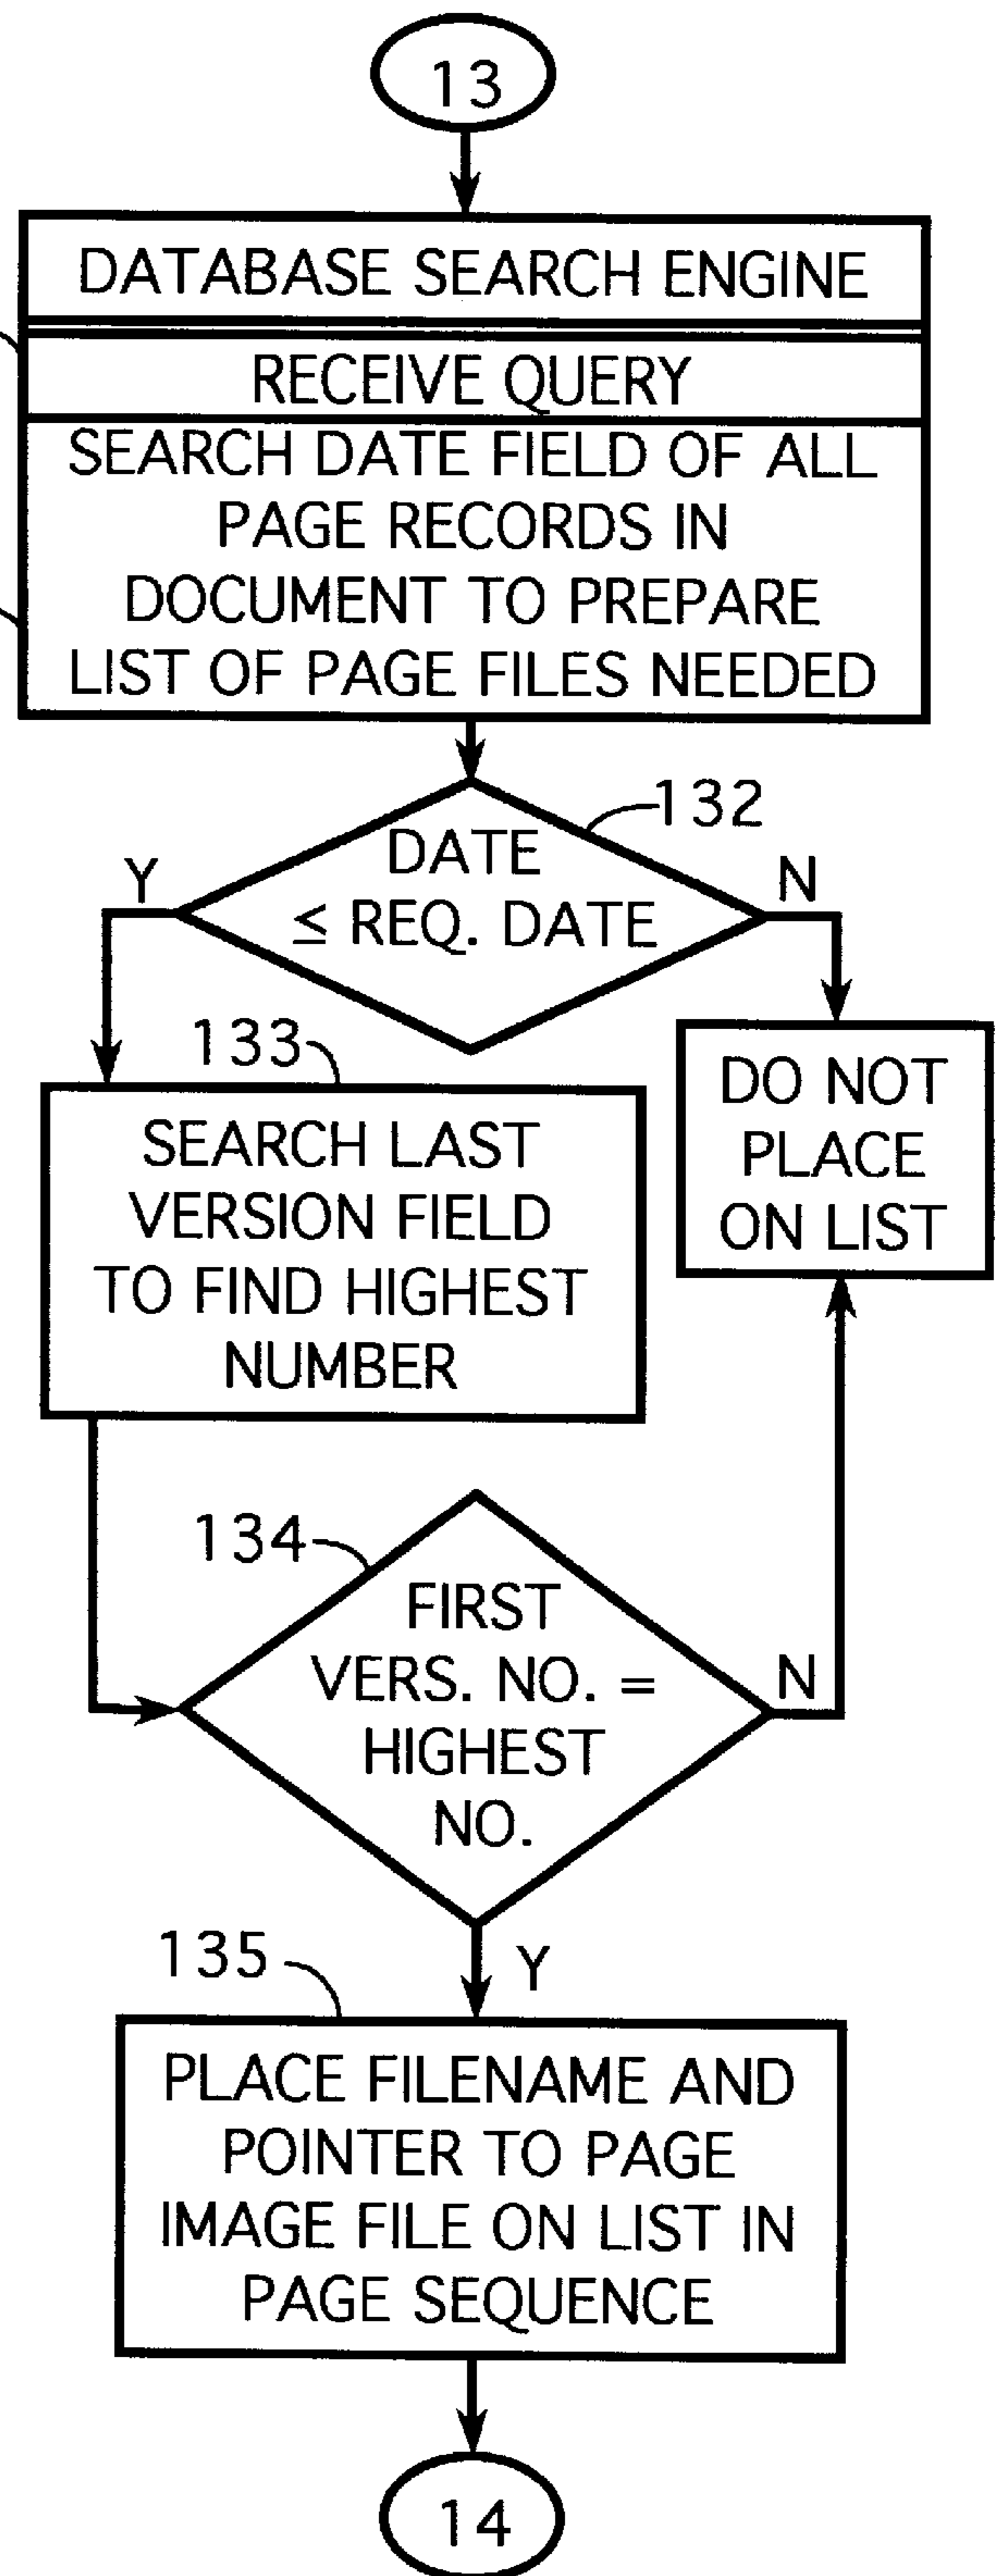 13
DATABASE SEARCH ENGINE
RECEIVE QUERY
SEARCH DATE FIELD OF ALL
PAGE RECORDS IN
DOCUMENT TO PREPARE
LIST OF PAGE FILES NEEDED
132
DATE
≤ REQ. DATE
Y
N
133
SEARCH LAST
VERSION FIELD
TO FIND HIGHEST
NUMBER
DO NOT
PLACE
ON LIST
134
FIRST
VERS. NO. =
HIGHEST
NO.
N
Y
135
PLACE FILENAME AND
POINTER TO PAGE
IMAGE FILE ON LIST IN
PAGE SEQUENCE
14